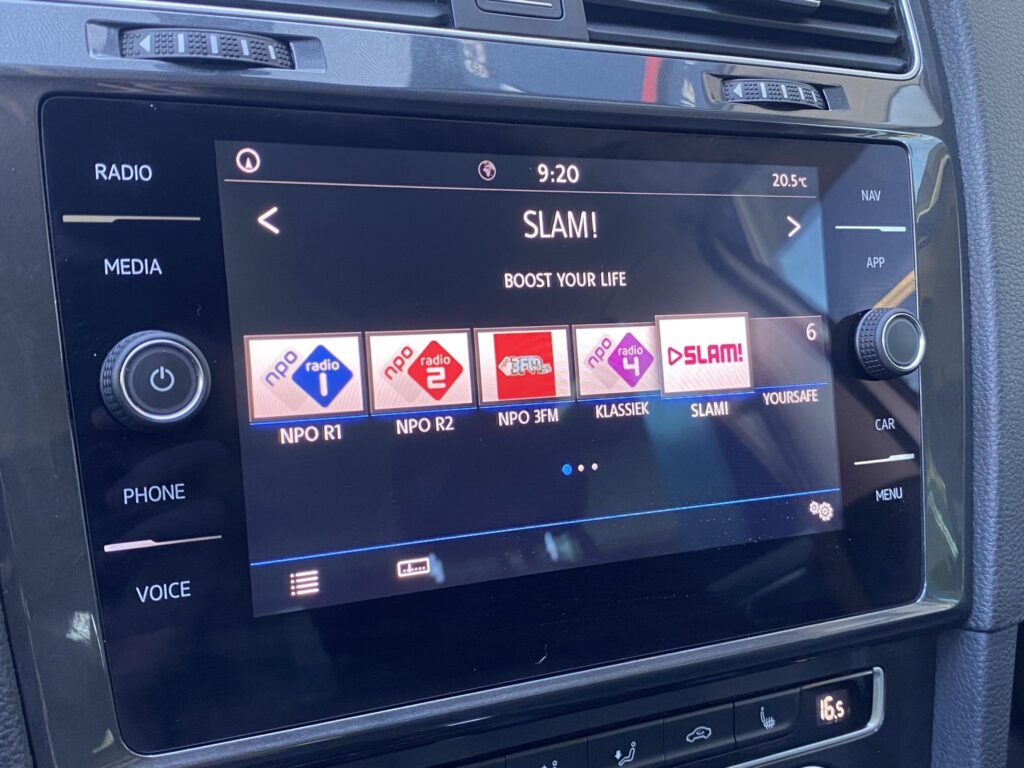 RADIO
MEDIA
PHONE
VOICE
9:20
20.5°C
<
SLAM!
>
BOOST YOUR LIFE
npo radio 1
npo radio 2
3FM
npo radio 4
SLAM!
6
NPO R1
NPO R2
NPO 3FM
KLASSIEK
SLAM!
YOURSAFE
NAV
APP
CAR
MENU
16.5